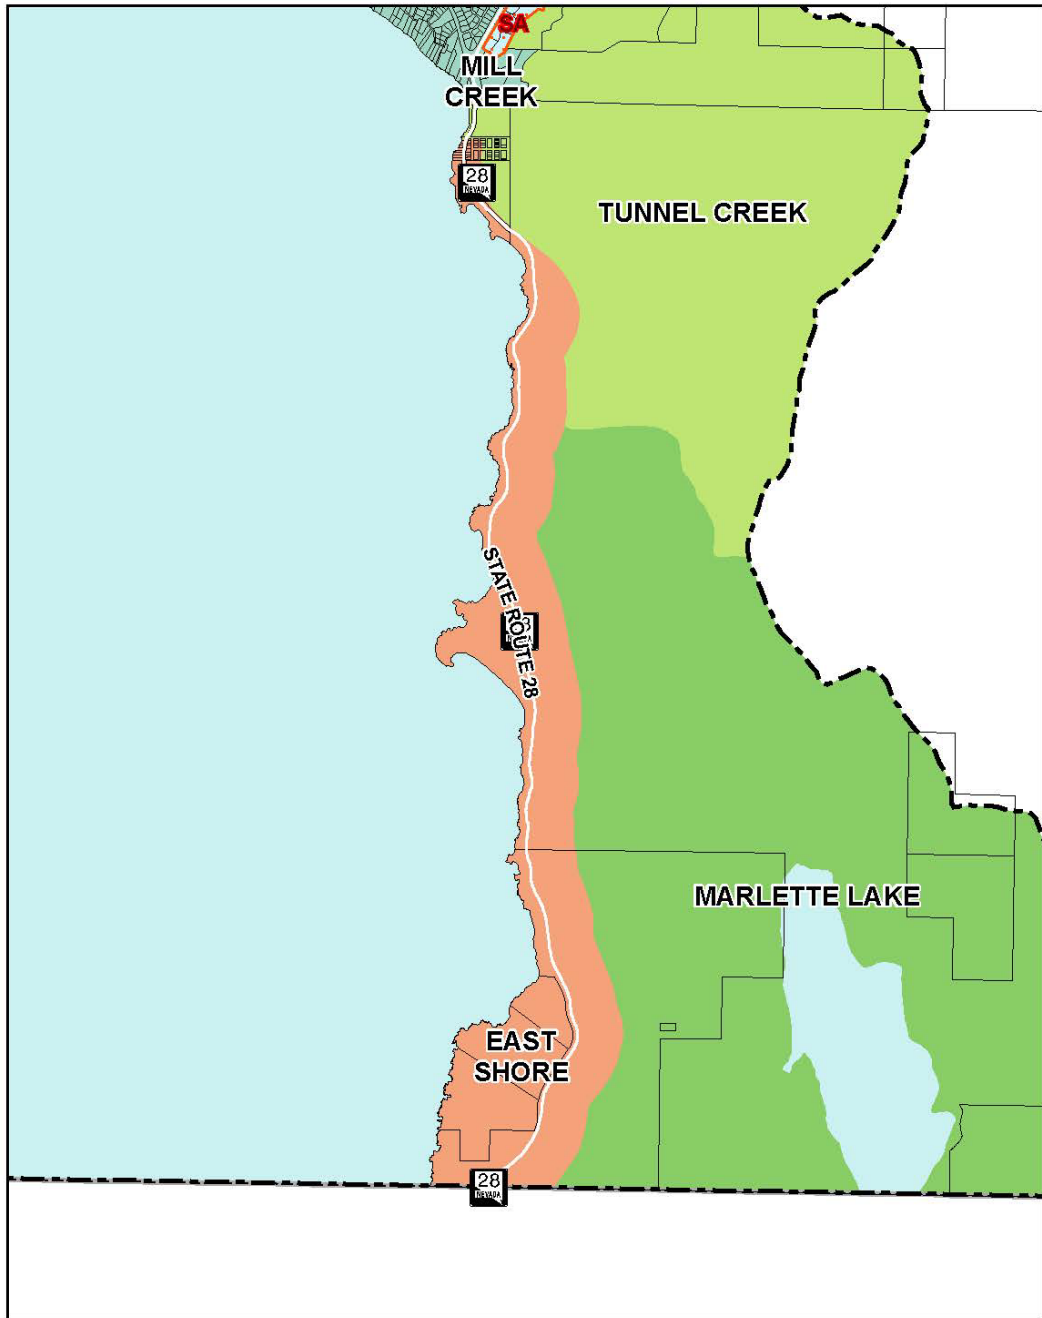 SA
MILL
CREEK
28
NEVADA
TUNNEL CREEK
STATE ROUTE 28
MARLETTE LAKE
EAST
SHORE
28
NEVADA